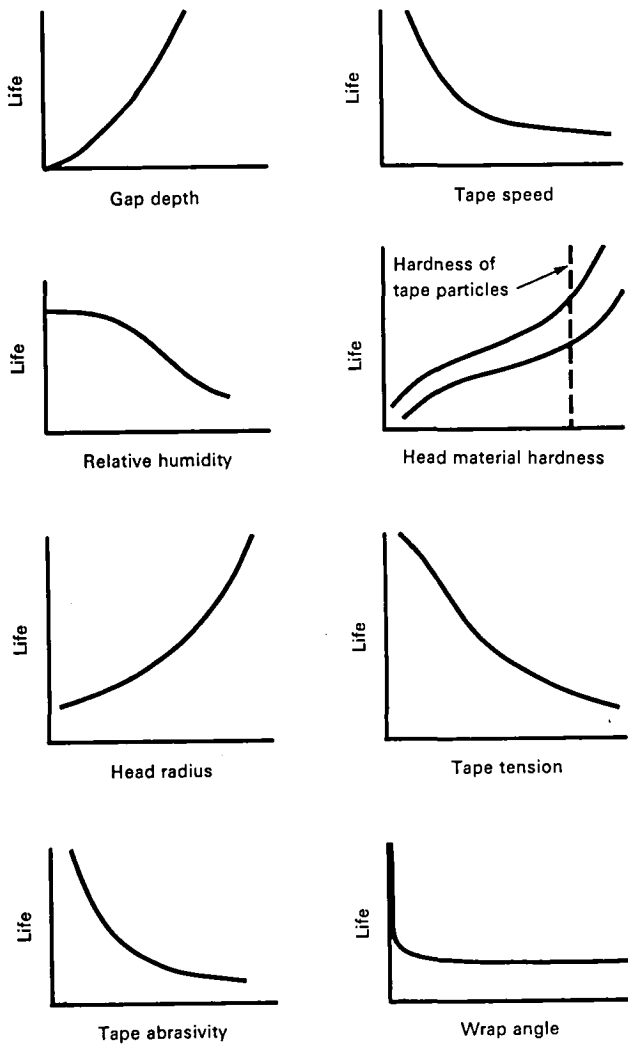 Life
Gap depth
Life
Tape speed
Life
Relative humidity
Hardness of
tape particles
Life
Head material hardness
Life
Head radius
Life
Tape tension
Life
Tape abrasivity
Life
Wrap angle